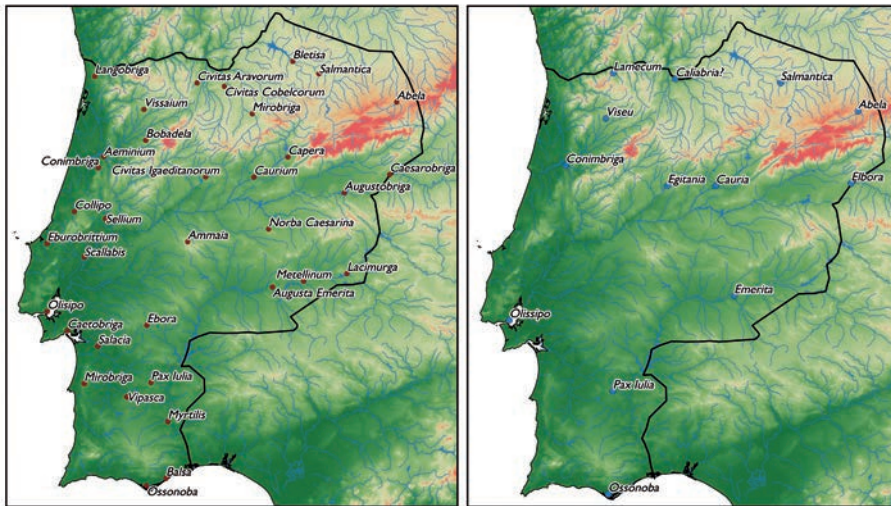 Bletisa
Langobriga
Civitas Aravorum
Salmantica
Civitas Cobelcorum
Abela
Vissaium
Mirobriga
Bobadela
Aeminium
Capera
Conimbriga
Civitas Igaeditanorum
Caurium
Caesarobriga
Augustobriga
Collipo
Sellium
Norba Caesarina
Eburobrittium
Ammaia
Scallabis
Lacimurga
Metellinum
Augusta Emerita
Olisipo
Ebora
Caetobriga
Salacia
Mirobriga
Pax Iulia
Vipasca
Myrtilis
Balsa
Ossonoba
Lamecum
Caliabria?
Salmantica
Abela
Viseu
Conimbriga
Egitania
Cauria
Elbora
Emerita
Olissipo
Pax Iulia
Ossonoba